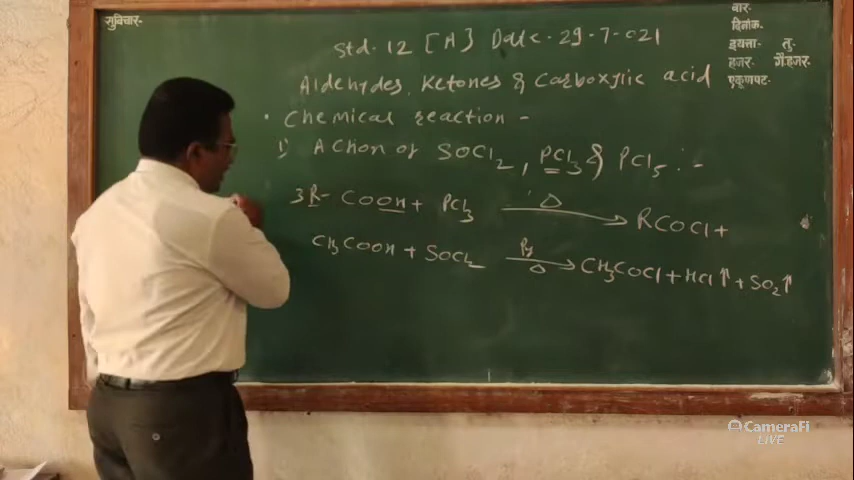 सुविचार-
वार-
दिनांक-
इयत्ता- तु-
हजर- गैरहजर-
एकूणपट-
Std. 12 [A] Date. 29-7-021
Aldehydes, Ketones & Carboxylic acid
• Chemical reaction -
1) Action of SOCl2, PCl3 & PCl5 :-
3R-COOH + PCl3 —Δ→ RCOCl +
CH3COOH + SOCl2 —Py/Δ→ CH3COCl + HCl↑ + SO2↑
CameraFi
LIVE